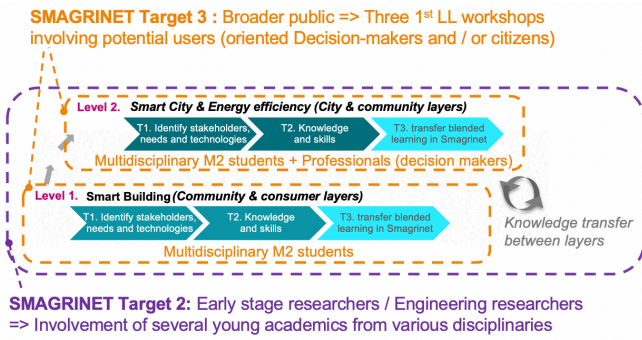 SMAGRINET Target 3 : Broader public => Three 1st LL workshops
involving potential users (oriented Decision-makers and / or citizens)
Level 2. Smart City & Energy efficiency (City & community layers)
T1. Identify stakeholders, needs and technologies
T2. Knowledge and skills
T3. transfer blended learning in Smagrinet
Multidisciplinary M2 students + Professionals (decision makers)
Level 1. Smart Building (Community & consumer layers)
T1. Identify stakeholders, needs and technologies
T2. Knowledge and skills
T3. transfer blended learning in Smagrinet
Multidisciplinary M2 students
Knowledge transfer
between layers
SMAGRINET Target 2: Early stage researchers / Engineering researchers
=> Involvement of several young academics from various disciplinaries